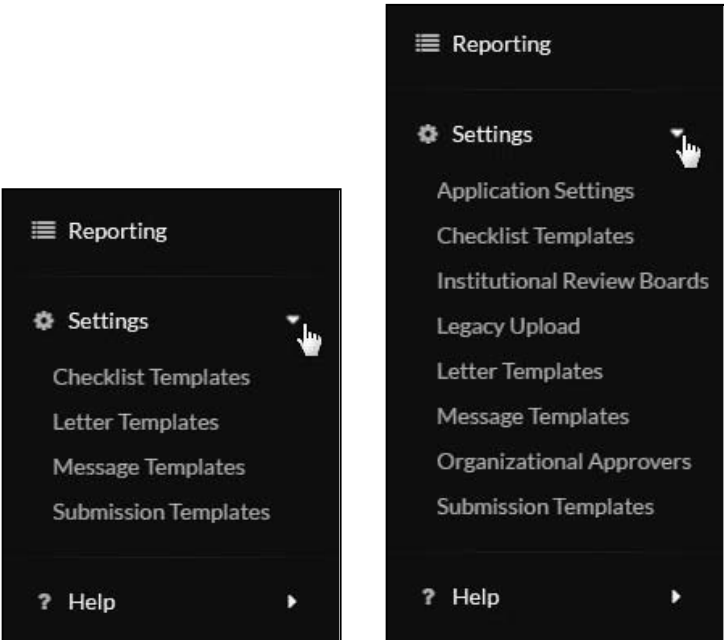 Reporting
Settings
Checklist Templates
Letter Templates
Message Templates
Submission Templates
? Help
Reporting
Settings
Application Settings
Checklist Templates
Institutional Review Boards
Legacy Upload
Letter Templates
Message Templates
Organizational Approvers
Submission Templates
? Help